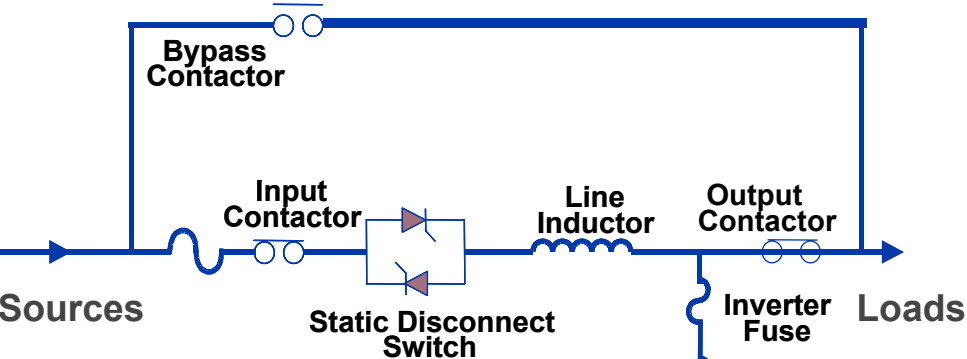 Bypass
Contactor
Input
Contactor
Line
Inductor
Output
Contactor
Sources
Static Disconnect
Switch
Inverter
Fuse
Loads